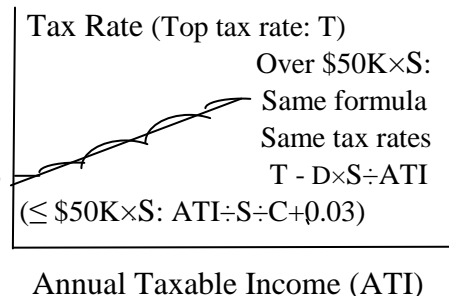 Tax Rate (Top tax rate: T)
Over $50K×S:
Same formula
Same tax rates
T - D×S÷ATI
(≤ $50K×S: ATI÷S÷C+0.03)
Annual Taxable Income (ATI)